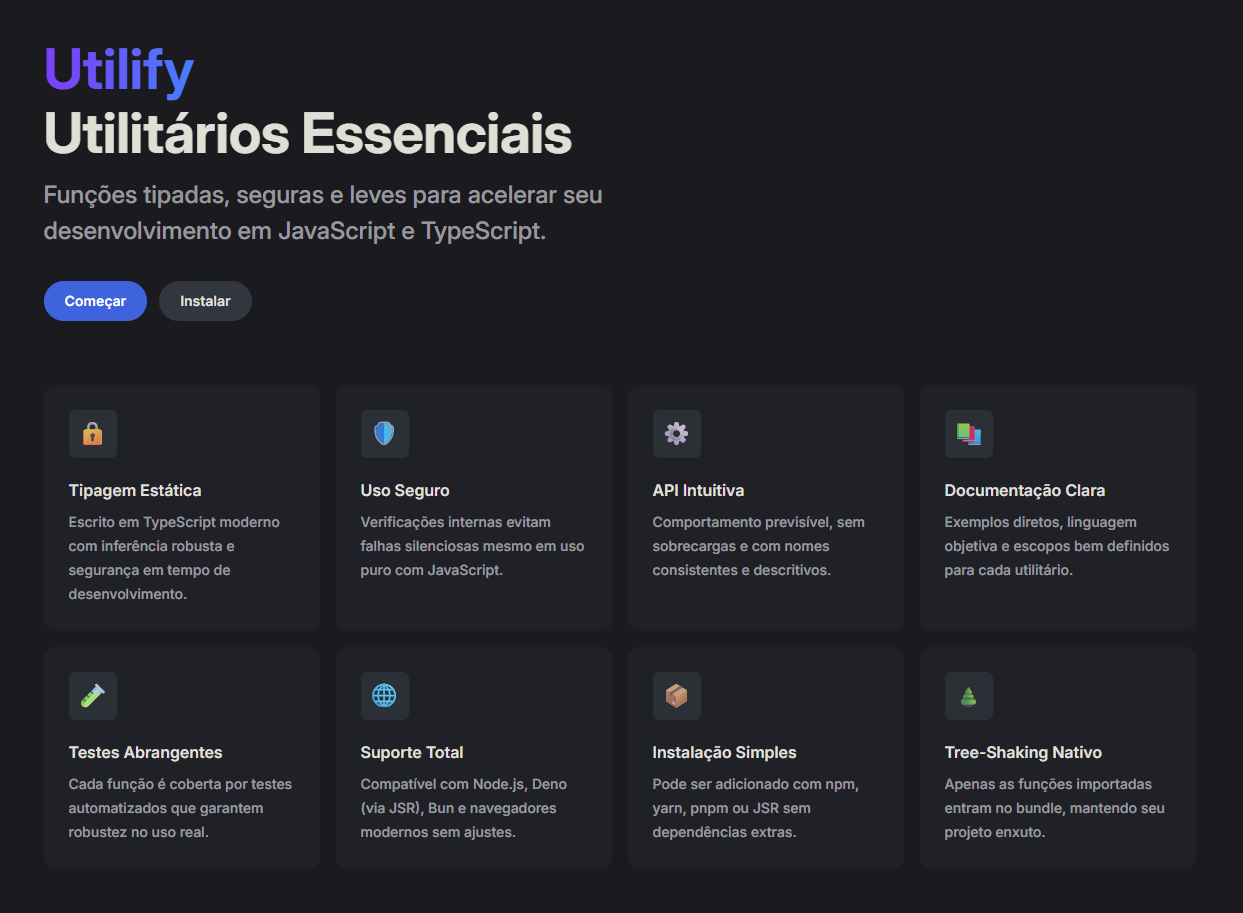 Utilify
Utilitários Essenciais
Funções tipadas, seguras e leves para acelerar seu
desenvolvimento em JavaScript e TypeScript.
Começar
Instalar
Tipagem Estática
Escrito em TypeScript moderno
com inferência robusta e
segurança em tempo de
desenvolvimento.
Uso Seguro
Verificações internas evitam
falhas silenciosas mesmo em uso
puro com JavaScript.
API Intuitiva
Comportamento previsível, sem
sobrecargas e com nomes
consistentes e descritivos.
Documentação Clara
Exemplos diretos, linguagem
objetiva e escopos bem definidos
para cada utilitário.
Testes Abrangentes
Cada função é coberta por testes
automatizados que garantem
robustez no uso real.
Suporte Total
Compatível com Node.js, Deno
(via JSR), Bun e navegadores
modernos sem ajustes.
Instalação Simples
Pode ser adicionado com npm,
yarn, pnpm ou JSR sem
dependências extras.
Tree-Shaking Nativo
Apenas as funções importadas
entram no bundle, mantendo seu
projeto enxuto.